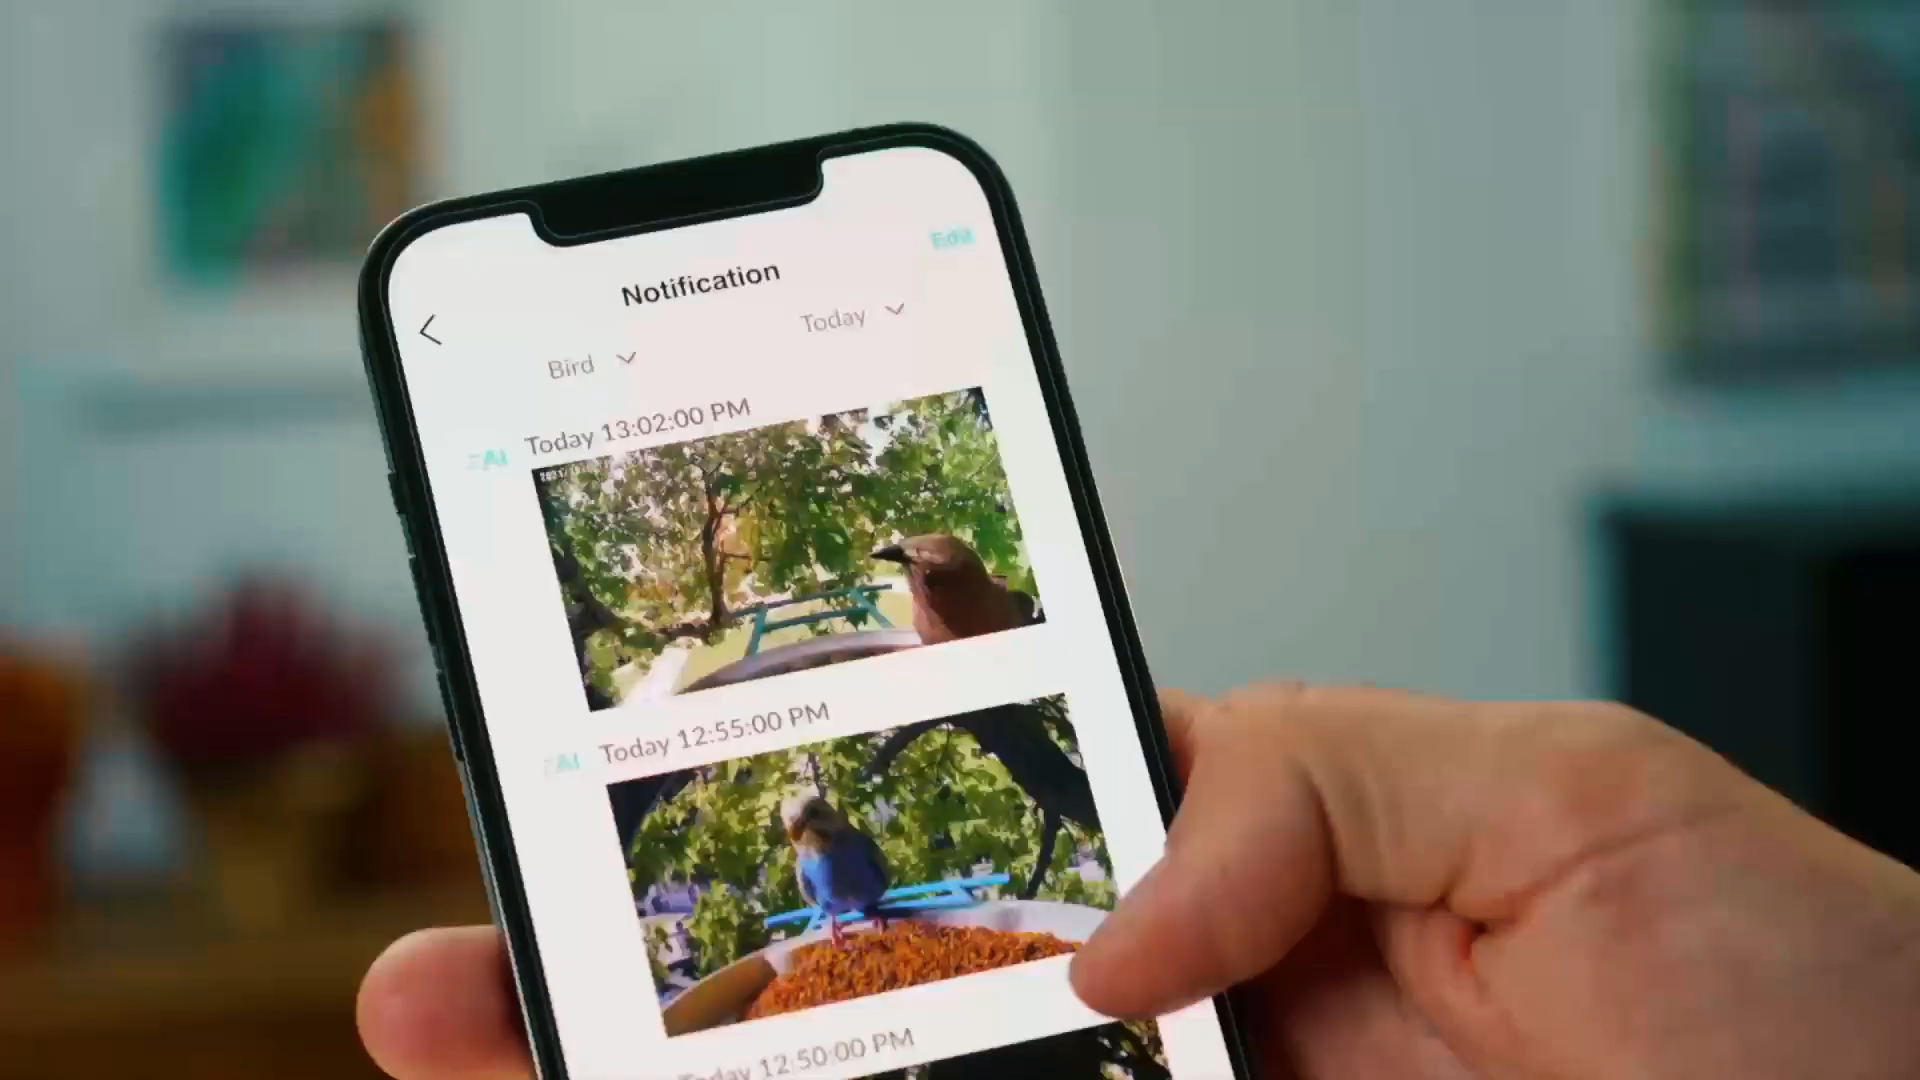 Edit
Notification
Today
Bird
Today 13:02:00 PM
AI
Today 12:55:00 PM
AI
Today 12:50:00 PM